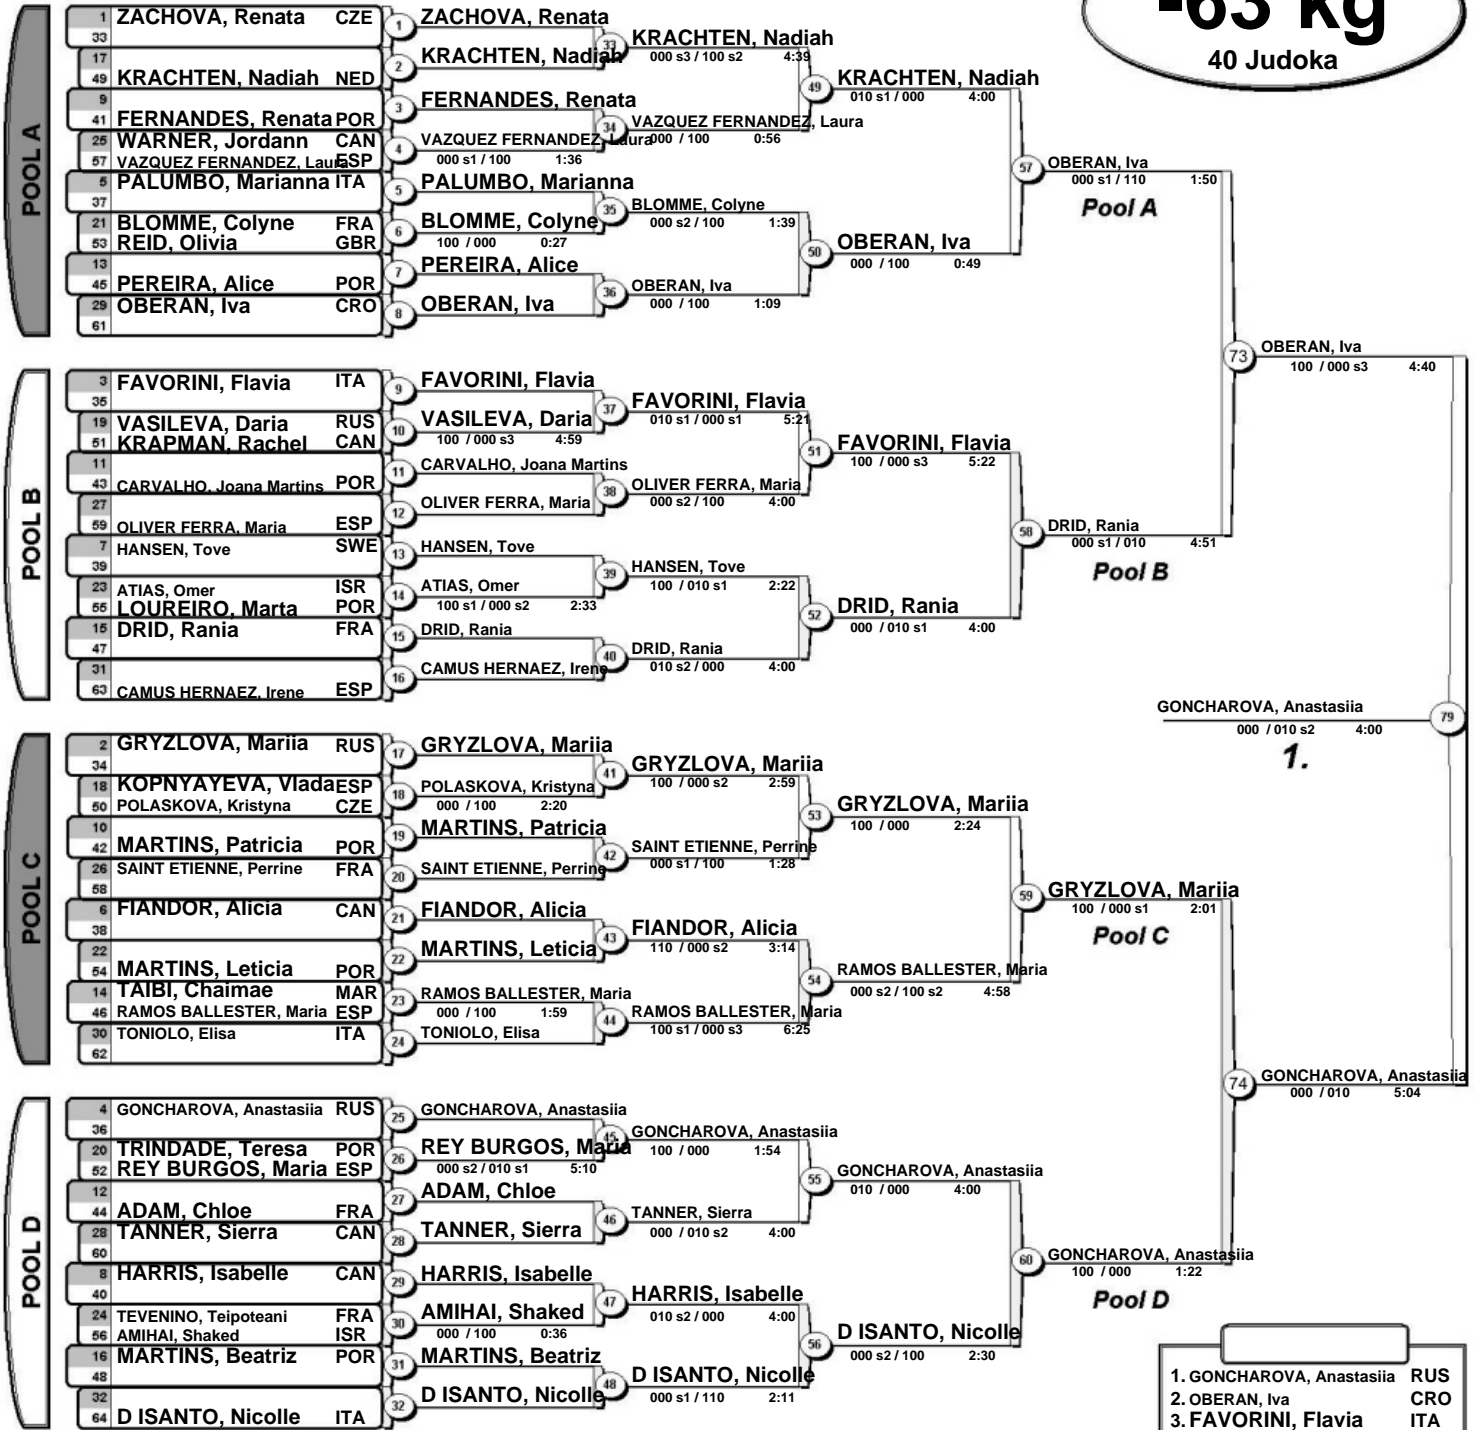 -63 kg
40 Judoka
POOL A
1 ZACHOVA, Renata CZE
33
17
49 KRACHTEN, Nadiah NED
9
41 FERNANDES, Renata POR
25 WARNER, Jordann CAN
57 VAZQUEZ FERNANDEZ, Laura ESP
5 PALUMBO, Marianna ITA
37
21 BLOMME, Colyne FRA
53 REID, Olivia GBR
13
45 PEREIRA, Alice POR
29 OBERAN, Iva CRO
61
1 ZACHOVA, Renata
2 KRACHTEN, Nadiah
3 FERNANDES, Renata
4 VAZQUEZ FERNANDEZ, Laura
000 s1 / 100 1:36
5 PALUMBO, Marianna
6 BLOMME, Colyne
100 / 000 0:27
7 PEREIRA, Alice
8 OBERAN, Iva
33 KRACHTEN, Nadiah
000 s3 / 100 s2 4:39
34 VAZQUEZ FERNANDEZ, Laura
000 / 100 0:56
35 BLOMME, Colyne
000 s2 / 100 1:39
36 OBERAN, Iva
000 / 100 1:09
49 KRACHTEN, Nadiah
010 s1 / 000 4:00
50 OBERAN, Iva
000 / 100 0:49
57 OBERAN, Iva
000 s1 / 110 1:50
Pool A
POOL B
3 FAVORINI, Flavia ITA
35
19 VASILEVA, Daria RUS
51 KRAPMAN, Rachel CAN
11
43 CARVALHO, Joana Martins POR
27
59 OLIVER FERRA, Maria ESP
7 HANSEN, Tove SWE
39
23 ATIAS, Omer ISR
55 LOUREIRO, Marta POR
15 DRID, Rania FRA
47
31
63 CAMUS HERNAEZ, Irene ESP
9 FAVORINI, Flavia
10 VASILEVA, Daria
100 / 000 s3 4:59
11 CARVALHO, Joana Martins
12 OLIVER FERRA, Maria
13 HANSEN, Tove
14 ATIAS, Omer
100 s1 / 000 s2 2:33
15 DRID, Rania
16 CAMUS HERNAEZ, Irene
37 FAVORINI, Flavia
010 s1 / 000 s1 5:21
38 OLIVER FERRA, Maria
000 s2 / 100 4:00
39 HANSEN, Tove
100 / 010 s1 2:22
40 DRID, Rania
010 s2 / 000 4:00
51 FAVORINI, Flavia
100 / 000 s3 5:22
52 DRID, Rania
000 / 010 s1 4:00
58 DRID, Rania
000 s1 / 010 4:51
Pool B
73 OBERAN, Iva
100 / 000 s3 4:40
GONCHAROVA, Anastasiia 79
000 / 010 s2 4:00
1.
POOL C
2 GRYZLOVA, Mariia RUS
34
18 KOPNYAYEVA, Vlada ESP
50 POLASKOVA, Kristyna CZE
10
42 MARTINS, Patricia POR
26 SAINT ETIENNE, Perrine FRA
58
6 FIANDOR, Alicia CAN
38
22
54 MARTINS, Leticia POR
14 TAIBI, Chaimae MAR
46 RAMOS BALLESTER, Maria ESP
30 TONIOLO, Elisa ITA
62
17 GRYZLOVA, Mariia
18 POLASKOVA, Kristyna
000 / 100 2:20
19 MARTINS, Patricia
20 SAINT ETIENNE, Perrine
21 FIANDOR, Alicia
22 MARTINS, Leticia
23 RAMOS BALLESTER, Maria
000 / 100 1:59
24 TONIOLO, Elisa
41 GRYZLOVA, Mariia
100 / 000 s2 2:59
42 SAINT ETIENNE, Perrine
000 s1 / 100 1:28
43 FIANDOR, Alicia
110 / 000 s2 3:14
44 RAMOS BALLESTER, Maria
100 s1 / 000 s3 6:25
53 GRYZLOVA, Mariia
100 / 000 2:24
54 RAMOS BALLESTER, Maria
000 s2 / 100 s2 4:58
59 GRYZLOVA, Mariia
100 / 000 s1 2:01
Pool C
POOL D
4 GONCHAROVA, Anastasiia RUS
36
20 TRINDADE, Teresa POR
52 REY BURGOS, Maria ESP
12
44 ADAM, Chloe FRA
28 TANNER, Sierra CAN
60
8 HARRIS, Isabelle CAN
40
24 TEVENINO, Teipoteani FRA
56 AMIHAI, Shaked ISR
16 MARTINS, Beatriz POR
48
32
64 D ISANTO, Nicolle ITA
25 GONCHAROVA, Anastasiia
26 REY BURGOS, Maria
000 s2 / 010 s1 5:10
27 ADAM, Chloe
28 TANNER, Sierra
29 HARRIS, Isabelle
30 AMIHAI, Shaked
000 / 100 0:36
31 MARTINS, Beatriz
32 D ISANTO, Nicolle
45 GONCHAROVA, Anastasiia
100 / 000 1:54
46 TANNER, Sierra
000 / 010 s2 4:00
47 HARRIS, Isabelle
010 s2 / 000 4:00
48 D ISANTO, Nicolle
000 s1 / 110 2:11
55 GONCHAROVA, Anastasiia
010 / 000 4:00
56 D ISANTO, Nicolle
000 s2 / 100 2:30
60 GONCHAROVA, Anastasiia
100 / 000 1:22
Pool D
74 GONCHAROVA, Anastasiia
000 / 010 5:04
1. GONCHAROVA, Anastasiia RUS
2. OBERAN, Iva CRO
3. FAVORINI, Flavia ITA